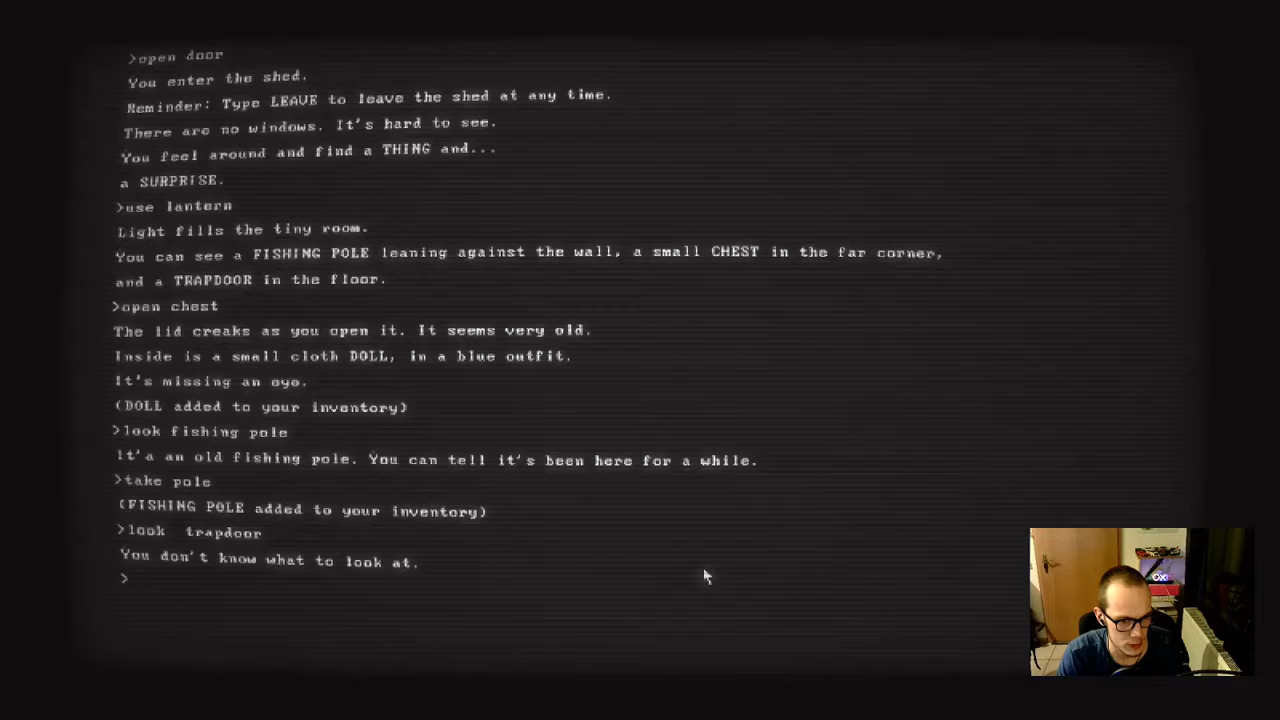 >open door
You enter the shed.
Reminder: Type LEAVE to leave the shed at any time.
There are no windows. It's hard to see.
You feel around and find a THING and...
a SURPRISE.
>use lantern
Light fills the tiny room.
You can see a FISHING POLE leaning against the wall, a small CHEST in the far corner,
and a TRAPDOOR in the floor.
>open chest
The lid creaks as you open it. It seems very old.
Inside is a small cloth DOLL, in a blue outfit.
It's missing an eye.
(DOLL added to your inventory)
>look fishing pole
It'a an old fishing pole. You can tell it's been here for a while.
>take pole
(FISHING POLE added to your inventory)
>look  trapdoor
You don't know what to look at.
>